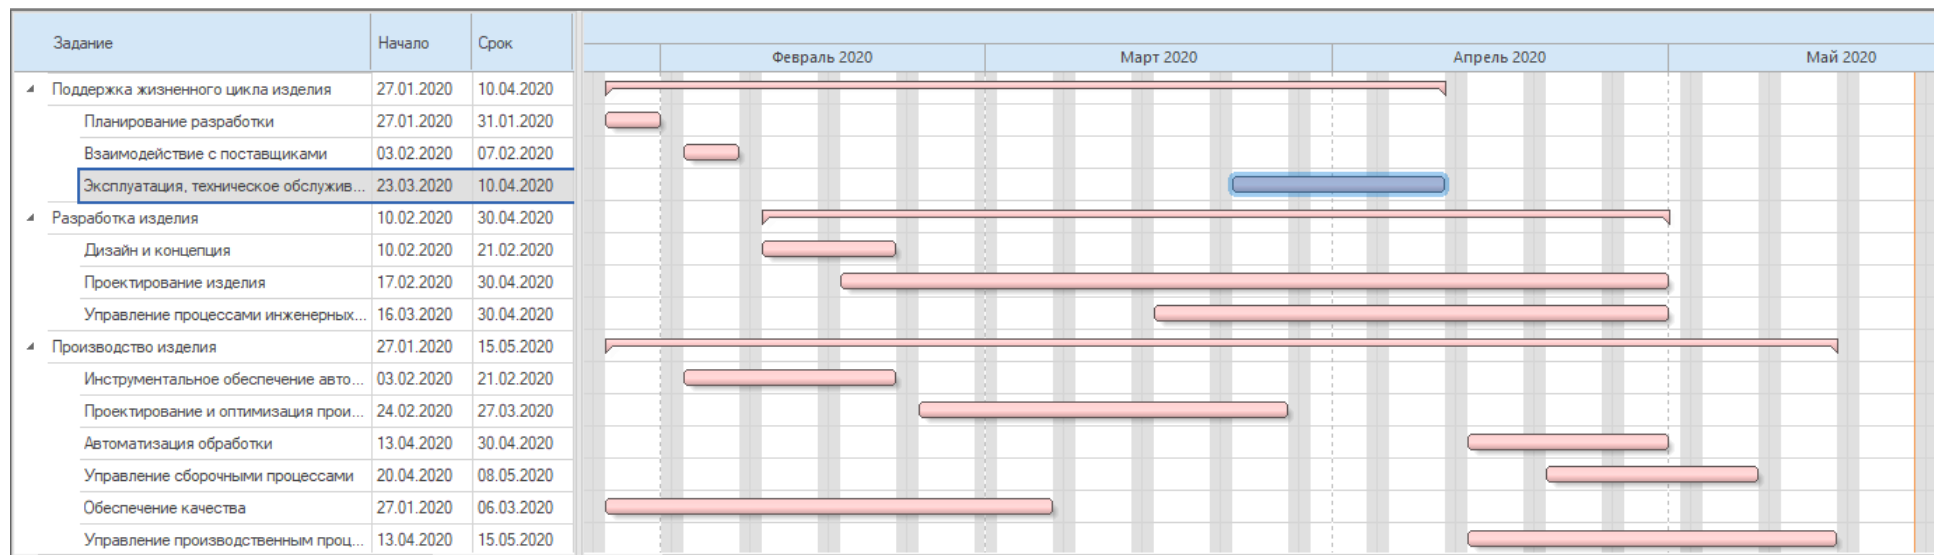 Задание Начало Срок
Февраль 2020 Март 2020 Апрель 2020 Май 2020
Поддержка жизненного цикла изделия 27.01.2020 10.04.2020
Планирование разработки 27.01.2020 31.01.2020
Взаимодействие с поставщиками 03.02.2020 07.02.2020
Эксплуатация, техническое обслужив... 23.03.2020 10.04.2020
Разработка изделия 10.02.2020 30.04.2020
Дизайн и концепция 10.02.2020 21.02.2020
Проектирование изделия 17.02.2020 30.04.2020
Управление процессами инженерных... 16.03.2020 30.04.2020
Производство изделия 27.01.2020 15.05.2020
Инструментальное обеспечение авто... 03.02.2020 21.02.2020
Проектирование и оптимизация прои... 24.02.2020 27.03.2020
Автоматизация обработки 13.04.2020 30.04.2020
Управление сборочными процессами 20.04.2020 08.05.2020
Обеспечение качества 27.01.2020 06.03.2020
Управление производственным проц... 13.04.2020 15.05.2020